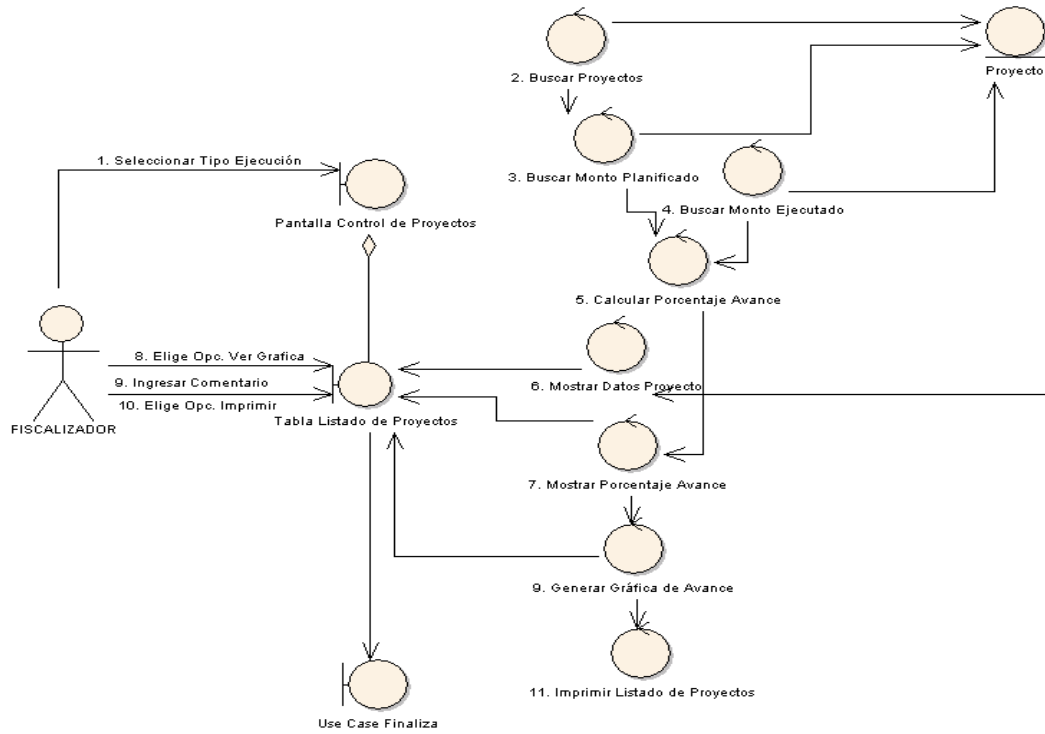 2. Buscar Proyectos
Proyecto
1. Seleccionar Tipo Ejecución
3. Buscar Monto Planificado
4. Buscar Monto Ejecutado
Pantalla Control de Proyectos
5. Calcular Porcentaje Avance
8. Elige Opc. Ver Grafica
9. Ingresar Comentario
10. Elige Opc. Imprimir
6. Mostrar Datos Proyecto
FISCALIZADOR
Tabla Listado de Proyectos
7. Mostrar Porcentaje Avance
9. Generar Gráfica de Avance
11. Imprimir Listado de Proyectos
Use Case Finaliza